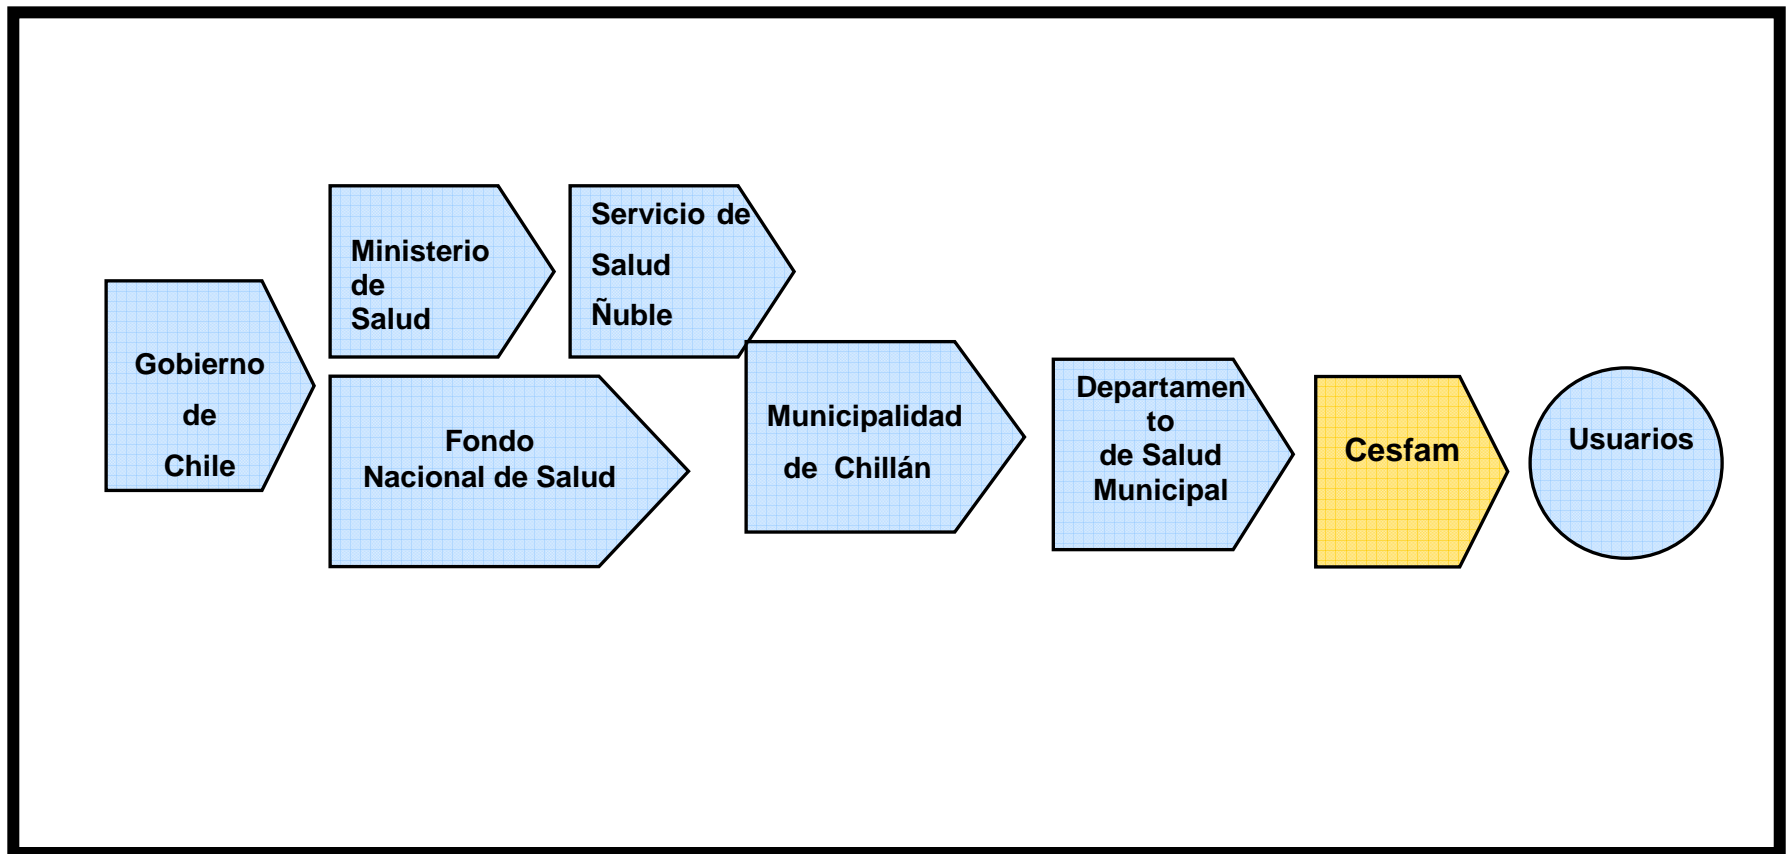 Gobierno
de
Chile
Ministerio
de
Salud
Servicio de
Salud
Ñuble
Fondo
Nacional de Salud
Municipalidad
de Chillán
Departamen
to
de Salud
Municipal
Cesfam
Usuarios